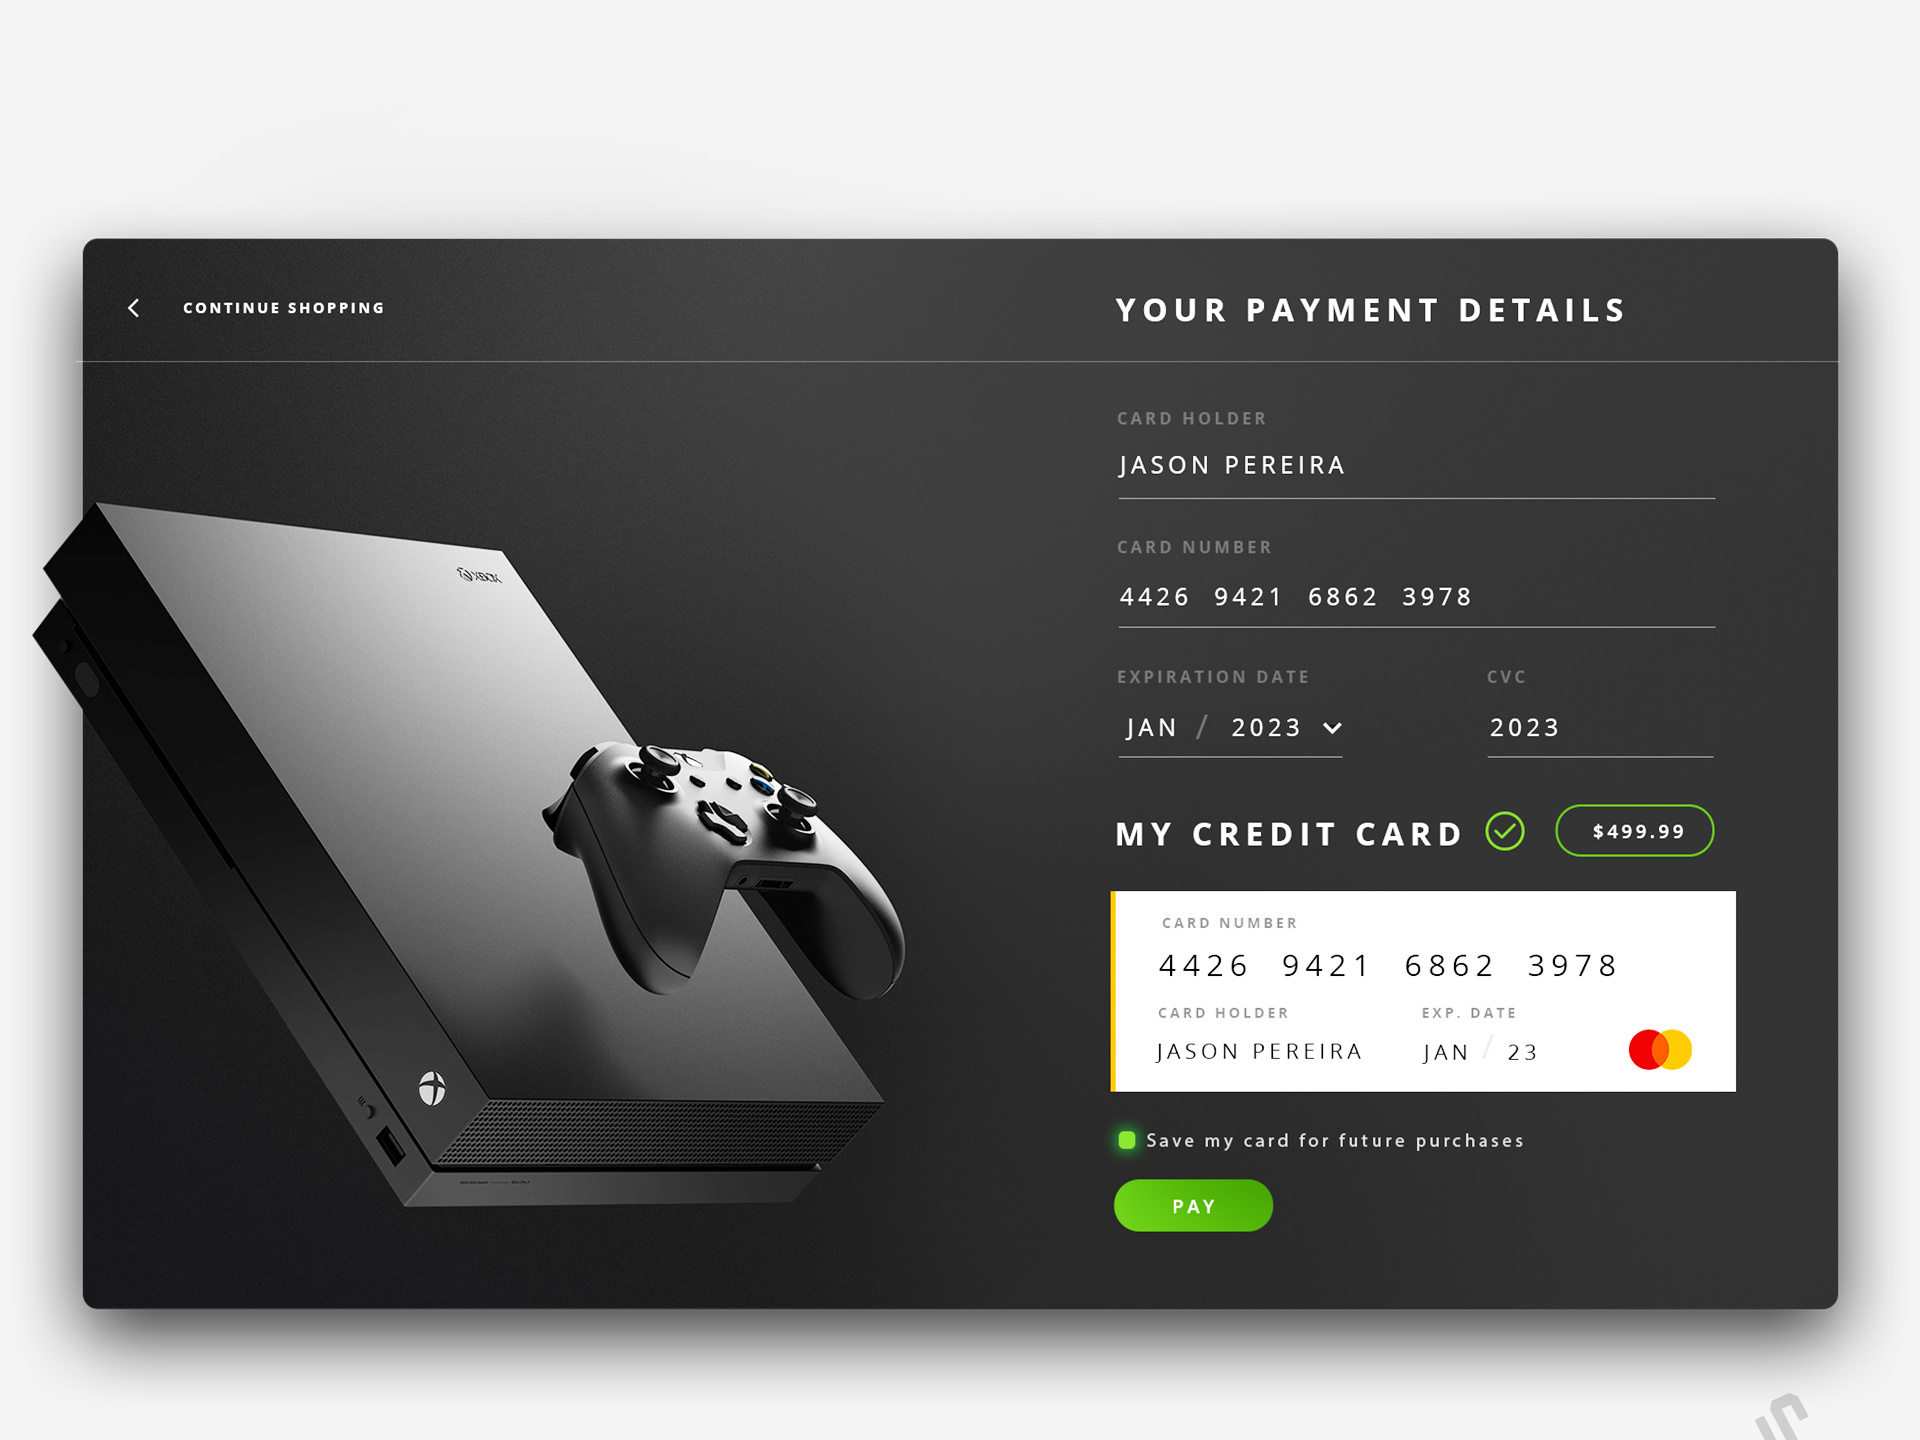 CONTINUE SHOPPING
YOUR PAYMENT DETAILS
CARD HOLDER
JASON PEREIRA
CARD NUMBER
4426 9421 6862 3978
EXPIRATION DATE
CVC
JAN / 2023
2023
XBOX
MY CREDIT CARD
$499.99
CARD NUMBER
4426 9421 6862 3978
CARD HOLDER
EXP. DATE
JASON PEREIRA
JAN / 23
Save my card for future purchases
PAY